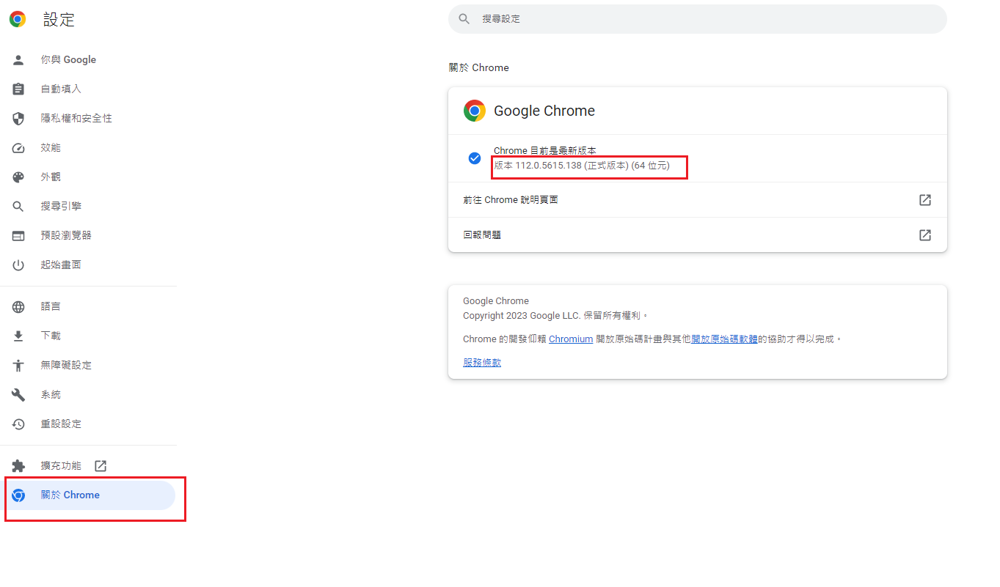 設定
搜尋設定
你與 Google
自動填入
隱私權和安全性
效能
外觀
搜尋引擎
預設瀏覽器
起始畫面
語言
下載
無障礙設定
系統
重設設定
擴充功能
關於 Chrome
關於 Chrome
Google Chrome
Chrome 目前是最新版本
版本 112.0.5615.138 (正式版本) (64 位元)
前往 Chrome 說明頁面
回報問題
Google Chrome
Copyright 2023 Google LLC. 保留所有權利。
Chrome 的開發仰賴 Chromium 開放原始碼計畫與其他開放原始碼軟體的協助才得以完成。
服務條款